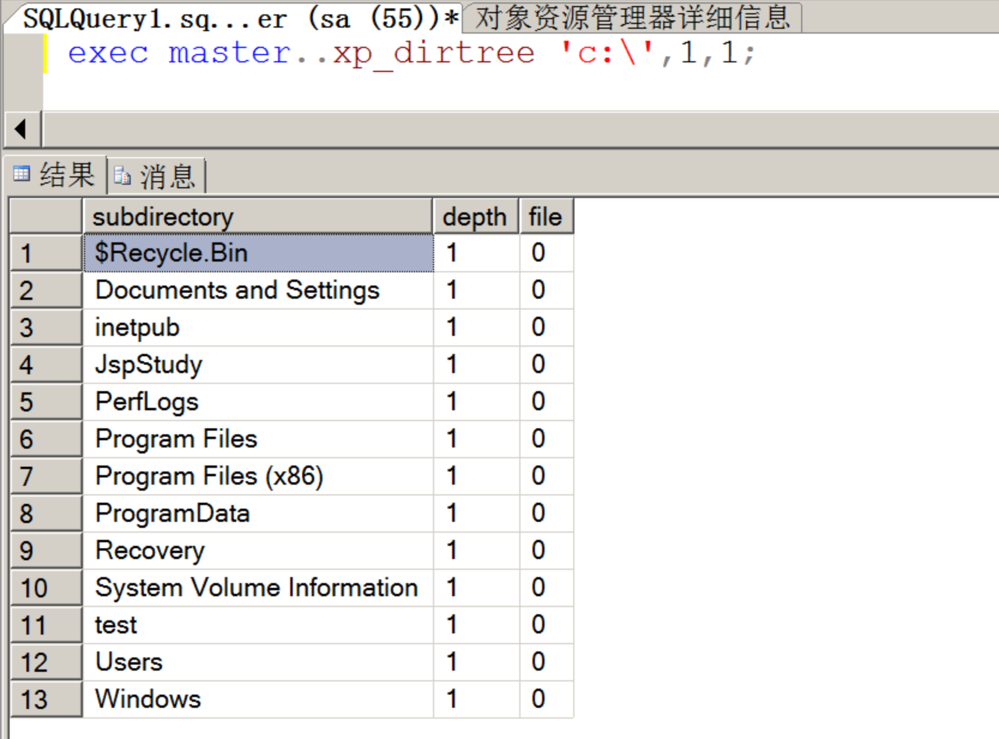 SQLQuery1.sq...er (sa (55))* 对象资源管理器详细信息
exec master..xp_dirtree 'c:\',1,1;
结果 消息
subdirectory depth file
1 $Recycle.Bin 1 0
2 Documents and Settings 1 0
3 inetpub 1 0
4 JspStudy 1 0
5 PerfLogs 1 0
6 Program Files 1 0
7 Program Files (x86) 1 0
8 ProgramData 1 0
9 Recovery 1 0
10 System Volume Information 1 0
11 test 1 0
12 Users 1 0
13 Windows 1 0